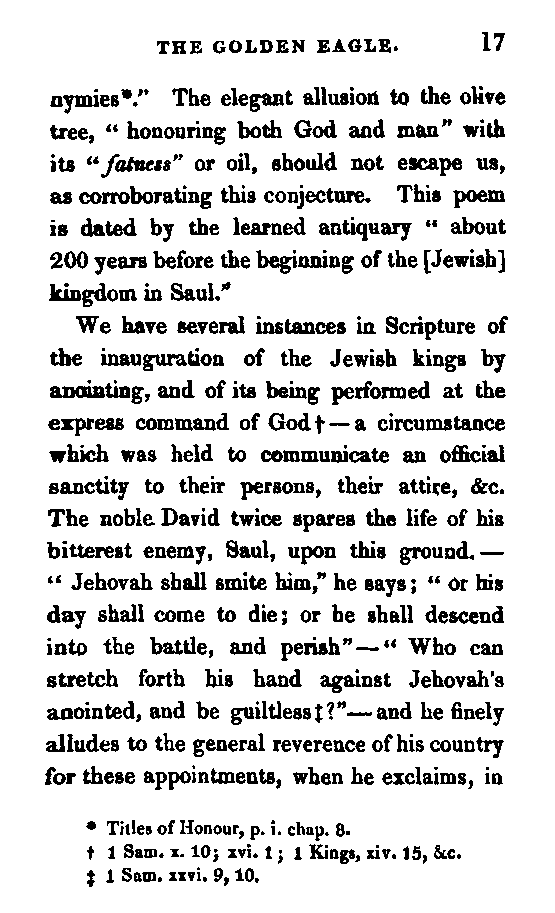 THE GOLDEN EAGLE. 17
nymies*." The elegant allusion to the olive
tree, " honouring both God and man" with
its "fatness" or oil, should not escape us,
as corroborating this conjecture. This poem
is dated by the learned antiquary " about
200 years before the beginning of the [Jewish]
kingdom in Saul."
We have several instances in Scripture of
the inauguration of the Jewish kings by
anointing, and of its being performed at the
express command of God†—a circumstance
which was held to communicate an official
sanctity to their persons, their attire, &c.
The noble David twice spares the life of his
bitterest enemy, Saul, upon this ground.—
" Jehovah shall smite him," he says; " or his
day shall come to die; or he shall descend
into the battle, and perish"—" Who can
stretch forth his hand against Jehovah's
anointed, and be guiltless‡?"—and he finely
alludes to the general reverence of his country
for these appointments, when he exclaims, in
* Titles of Honour, p. i. chap. 8.
† 1 Sam. x. 10; xvi. 1; 1 Kings, xiv. 15, &c.
‡ 1 Sam. xxvi. 9, 10.